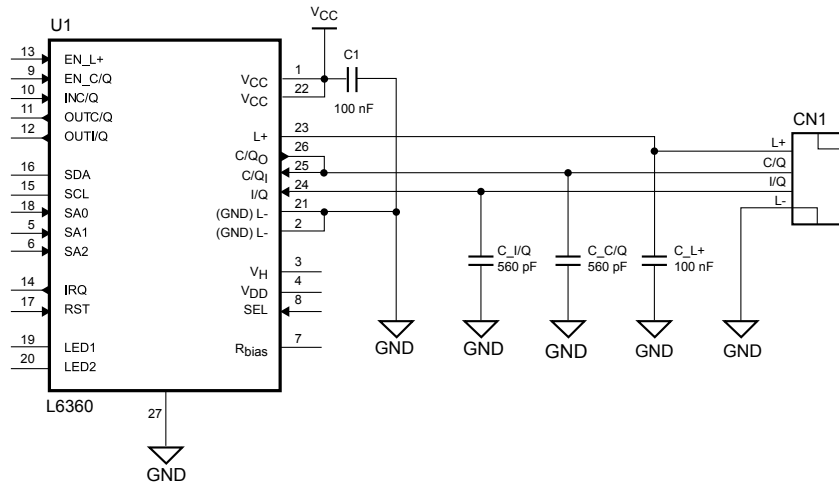 U1
VCC
C1
100 nF
13 EN_L+
9 EN_C/Q
10 INC/Q
11 OUTC/Q
12 OUTI/Q
16 SDA
15 SCL
18 SA0
5 SA1
6 SA2
14 IRQ
17 RST
19 LED1
20 LED2
VCC 1
VCC 22
L+ 23
C/QO 26
C/QI 25
I/Q 24
(GND) L- 21
(GND) L- 2
VH 3
VDD 4
SEL 8
Rbias 7
L6360
27
GND
GND
C_I/Q
560 pF
GND
C_C/Q
560 pF
GND
C_L+
100 nF
GND
CN1
L+
C/Q
I/Q
L-
GND